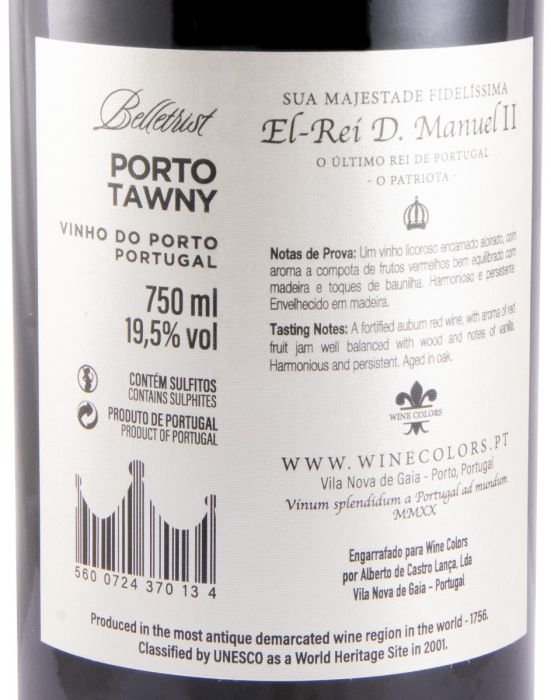 Belletrist
PORTO
TAWNY
VINHO DO PORTO
PORTUGAL
750 ml
19,5% vol
CONTÉM SULFITOS
CONTAINS SULPHITES
PRODUTO DE PORTUGAL
PRODUCT OF PORTUGAL
560 0724 370 13 4
SUA MAJESTADE FIDELÍSSIMA
El-Rei D. Manuel II
O ÚLTIMO REI DE PORTUGAL
- O PATRIOTA -
Notas de Prova: Um vinho licoroso encarnado aloirado, com
aroma a compota de frutos vermelhos bem equilibrado com
madeira e toques de baunilha. Harmonioso e persistente.
Envelhecido em madeira.
Tasting Notes: A fortified auburn red wine, with aroma of red
fruit jam well balanced with wood and notes of vanilla.
Harmonious and persistent. Aged in oak.
WINE COLORS
WWW.WINECOLORS.PT
Vila Nova de Gaia - Porto, Portugal
Vinum splendidum a Portugal ad mundum
MMXX
Engarrafado para Wine Colors
por Alberto de Castro Lança, Lda
Vila Nova de Gaia - Portugal
Produced in the most antique demarcated wine region in the world - 1756.
Classified by UNESCO as a World Heritage Site in 2001.